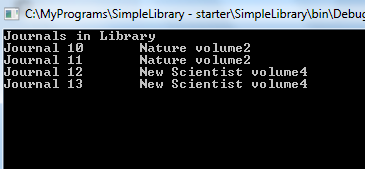 C:\MyPrograms\SimpleLibrary - starter\SimpleLibrary\bin\Debug
Journals in Library
Journal 10 Nature volume2
Journal 11 Nature volume2
Journal 12 New Scientist volume4
Journal 13 New Scientist volume4